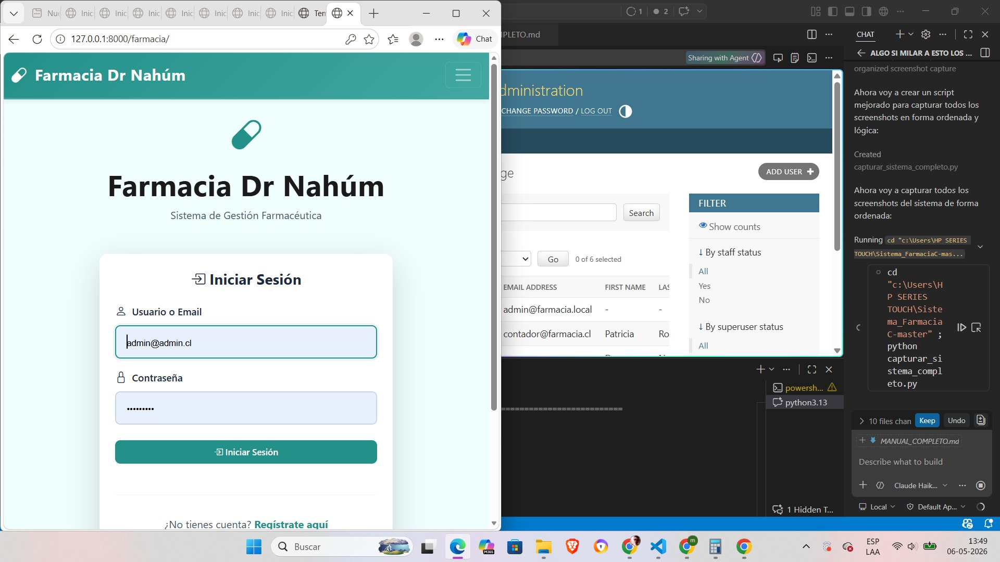 Nue
Inic
Inic
Inic
Inic
Inic
Inic
Inic
Tem
127.0.0.1:8000/farmacia/
Chat
Farmacia Dr Nahúm
Farmacia Dr Nahúm
Sistema de Gestión Farmacéutica
Iniciar Sesión
Usuario o Email
admin@admin.cl
Contraseña
•••••••••
Iniciar Sesión
¿No tienes cuenta? Regístrate aquí
1
2
PLETO.md
Sharing with Agent
dministration
CHANGE PASSWORD / LOG OUT
ge
ADD USER
Search
Go
0 of 6 selected
EMAIL ADDRESS FIRST NAME LAS
admin@farmacia.local - -
contador@farmacia.cl Patricia Ro
FILTER
Show counts
↓ By staff status
All
Yes
No
↓ By superuser status
All
==========================
powersh...
python3.13
1 Hidden T...
CHAT
ALGO SI MILAR A ESTO LOS ...
organized screenshot capture
Ahora voy a crear un script
mejorado para capturar todos los
screenshots en forma ordenada y
lógica:
Created
capturar_sistema_completo.py
Ahora voy a capturar todos los
screenshots del sistema de forma
ordenada:
Running cd "c:\Users\HP SERIES
TOUCH\Sistema_FarmaciaC-mas...
cd
"c:\Users\H
P SERIES
TOUCH\Siste
ma_Farmacia
C-master" ;
python
capturar_si
stema_compl
eto.py
10 files chan
Keep
Undo
MANUAL_COMPLETO.md
Describe what to build
Claude Haik...
Local
Default Ap...
Buscar
M365
m
ESP
LAA
13:49
06-05-2026